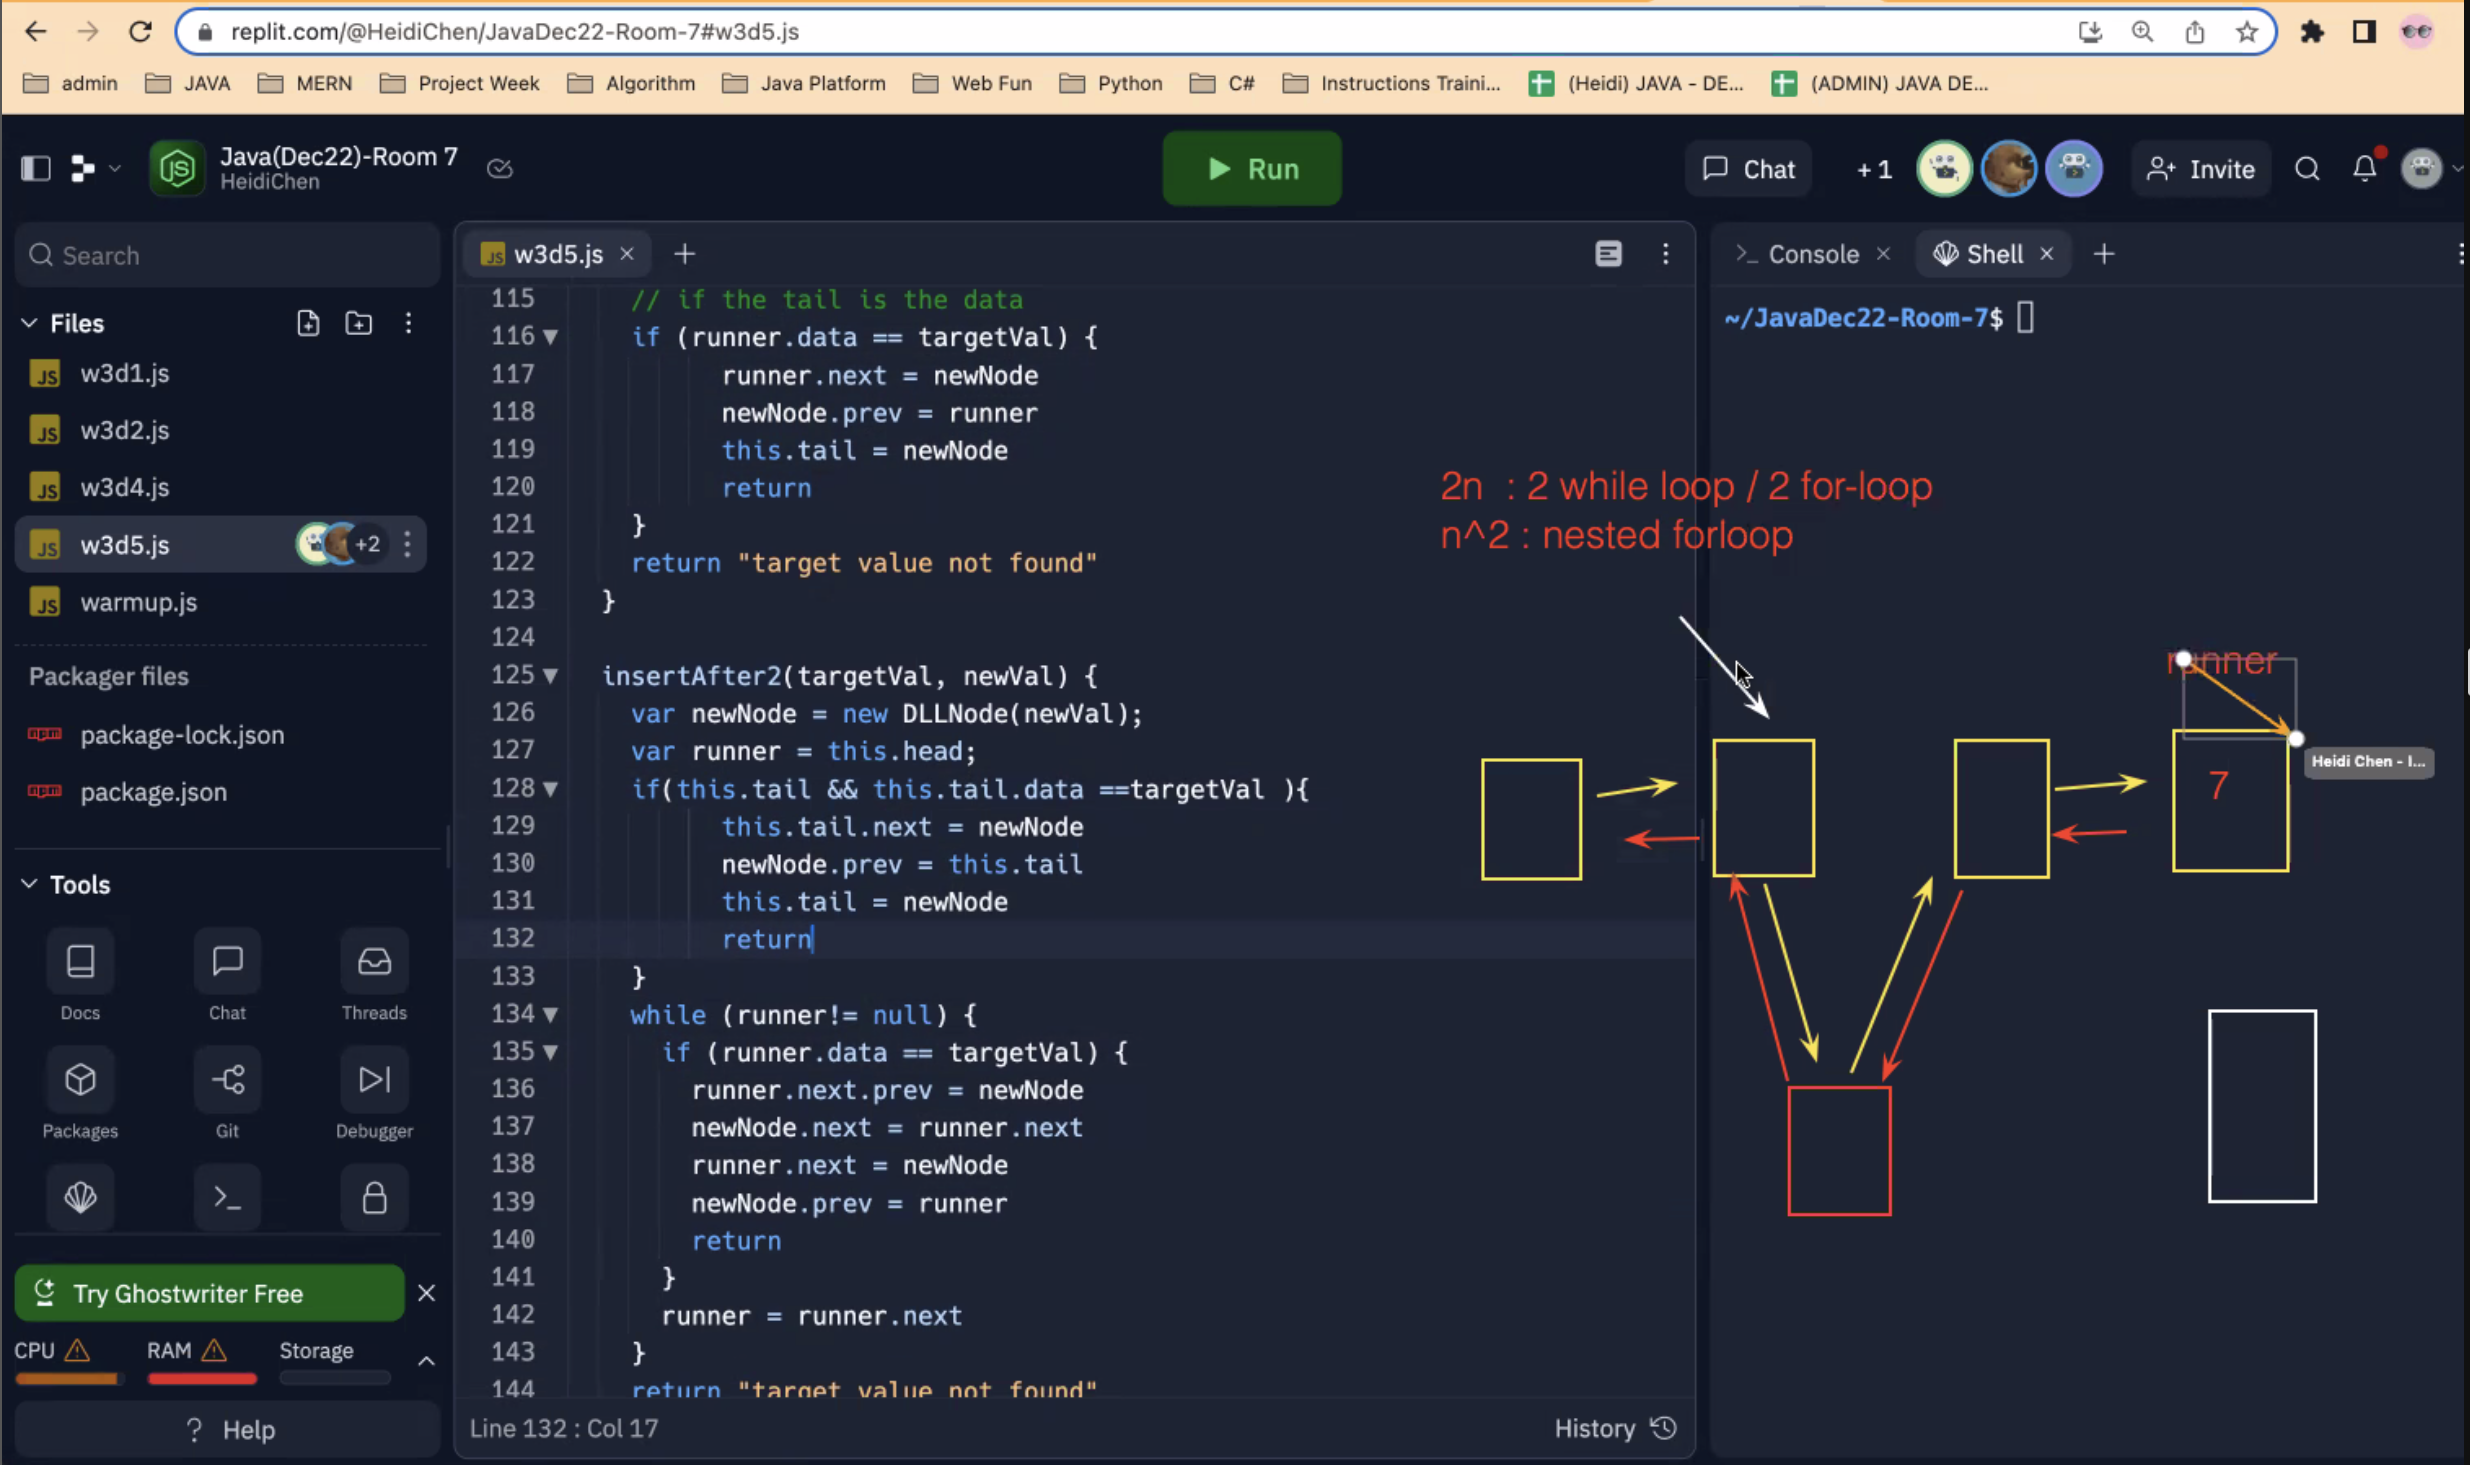 replit.com/@HeidiChen/JavaDec22-Room-7#w3d5.js
admin
JAVA
MERN
Project Week
Algorithm
Java Platform
Web Fun
Python
C#
Instructions Traini...
(Heidi) JAVA - DE...
(ADMIN) JAVA DE...
Java(Dec22)-Room 7
HeidiChen
Run
Chat
+ 1
Invite
Search
Files
w3d1.js
w3d2.js
w3d4.js
w3d5.js
+2
warmup.js
Packager files
package-lock.json
package.json
Tools
Docs
Chat
Threads
Packages
Git
Debugger
Try Ghostwriter Free
CPU
RAM
Storage
? Help
JS w3d5.js
115 // if the tail is the data
116 if (runner.data == targetVal) {
117 runner.next = newNode
118 newNode.prev = runner
119 this.tail = newNode
120 return
121 }
122 return "target value not found"
123 }
124
125 insertAfter2(targetVal, newVal) {
126 var newNode = new DLLNode(newVal);
127 var runner = this.head;
128 if(this.tail && this.tail.data ==targetVal ){
129 this.tail.next = newNode
130 newNode.prev = this.tail
131 this.tail = newNode
132 return
133 }
134 while (runner!= null) {
135 if (runner.data == targetVal) {
136 runner.next.prev = newNode
137 newNode.next = runner.next
138 runner.next = newNode
139 newNode.prev = runner
140 return
141 }
142 runner = runner.next
143 }
144 return "target value not found"
Line 132 : Col 17
History
Console
Shell
~/JavaDec22-Room-7$
2n : 2 while loop / 2 for-loop
n^2 : nested forloop
runner
Heidi Chen - I...
7